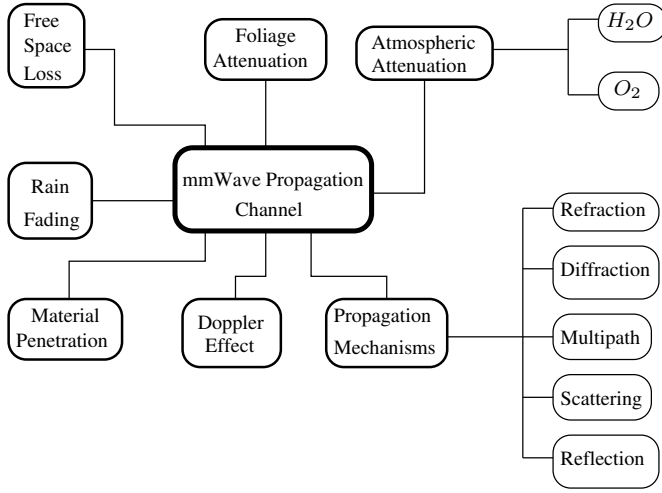 Free
Space
Loss
Foliage
Attenuation
Atmospheric
Attenuation
H₂O
O₂
Rain
Fading
mmWave Propagation
Channel
Material
Penetration
Doppler
Effect
Propagation
Mechanisms
Refraction
Diffraction
Multipath
Scattering
Reflection